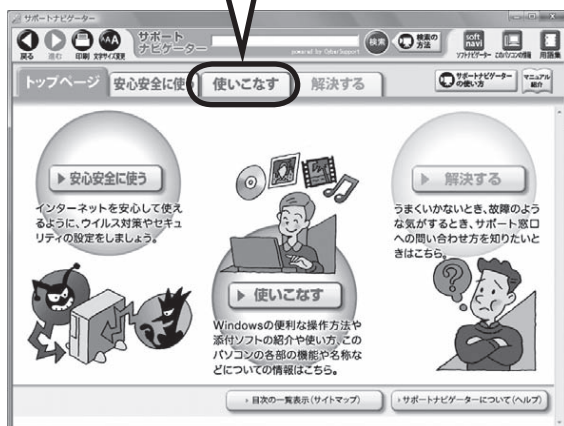 サポートナビゲーター
戻る 進む 印刷 文字サイズ変更
サポート
ナビゲーター
powered by CyberSupport
検索 検索の方法
soft navi
ソフトナビゲーター このパソコンの情報 用語集
トップページ 安心安全に使う 使いこなす 解決する
サポートナビゲーターの使い方 マニュアル紹介
安心安全に使う
インターネットを安心して使え
るように、ウイルス対策やセキュ
リティの設定をしましょう。
解決する
うまくいかないとき、故障のよう
な気がするとき、サポート窓口
への問い合わせ方を知りたいと
きはこちら。
使いこなす
Windowsの便利な操作方法や
添付ソフトの紹介や使い方、この
パソコンの各部の機能や名称な
どについての情報はこちら。
目次の一覧表示(サイトマップ) サポートナビゲーターについて(ヘルプ)